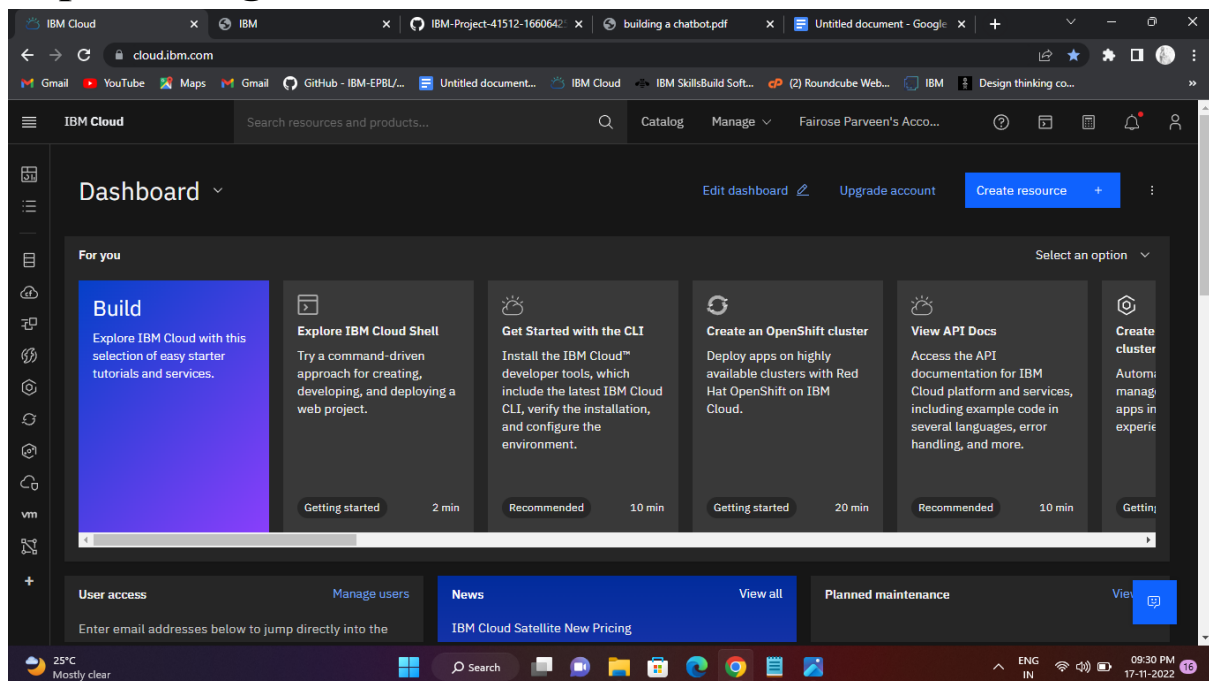 IBM Cloud
IBM
IBM-Project-41512-1660642
building a chatbot.pdf
Untitled document - Google
cloud.ibm.com
Gmail
YouTube
Maps
Gmail
GitHub - IBM-EPBL/...
Untitled document...
IBM Cloud
IBM SkillsBuild Soft...
(2) Roundcube Web...
IBM
Design thinking co...
»
IBM Cloud
Search resources and products...
Catalog
Manage
Fairose Parveen's Acco...
Dashboard
Edit dashboard
Upgrade account
Create resource +
For you
Select an option
Build
Explore IBM Cloud with this
selection of easy starter
tutorials and services.
Explore IBM Cloud Shell
Try a command-driven
approach for creating,
developing, and deploying a
web project.
Getting started
2 min
Get Started with the CLI
Install the IBM Cloud™
developer tools, which
include the latest IBM Cloud
CLI, verify the installation,
and configure the
environment.
Recommended
10 min
Create an OpenShift cluster
Deploy apps on highly
available clusters with Red
Hat OpenShift on IBM
Cloud.
Getting started
20 min
View API Docs
Access the API
documentation for IBM
Cloud platform and services,
including example code in
several languages, error
handling, and more.
Recommended
10 min
Create
cluster
apps in
vm
User access
Manage users
Enter email addresses below to jump directly into the
News
View all
IBM Cloud Satellite New Pricing
Planned maintenance
25°C
Mostly clear
Search
ENG
IN
09:30 PM
17-11-2022
16